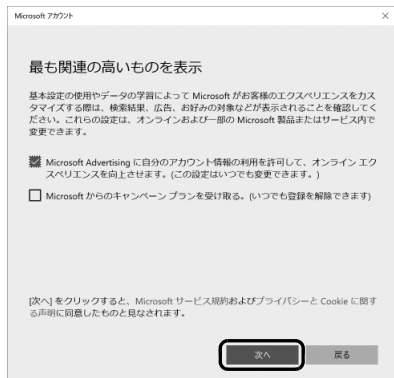 Microsoft アカウント
最も関連の高いものを表示
基本設定の使用やデータの学習によって Microsoft がお客様のエクスペリエンスをカス
タマイズする際は、検索結果、広告、お好みの対象などが表示されることを確認してく
ださい。これらの設定は、オンラインおよび一部の Microsoft 製品またはサービス内で
変更できます。
Microsoft Advertising に自分のアカウント情報の利用を許可して、オンライン エク
スペリエンスを向上させます。(この設定はいつでも変更できます。)
Microsoft からのキャンペーン プランを受け取る。(いつでも登録を解除できます)
[次へ] をクリックすると、Microsoft サービス規約およびプライバシーと Cookie に関す
る声明に同意したものと見なされます。
次へ
戻る